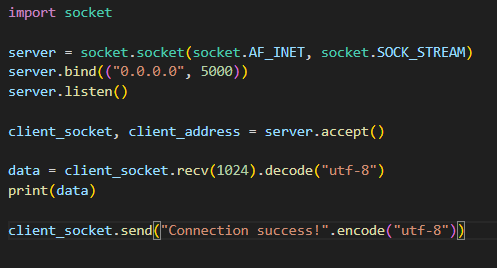 import socket
server = socket.socket(socket.AF_INET, socket.SOCK_STREAM)
server.bind(("0.0.0.0", 5000))
server.listen()
client_socket, client_address = server.accept()
data = client_socket.recv(1024).decode("utf-8")
print(data)
client_socket.send("Connection success!".encode("utf-8"))